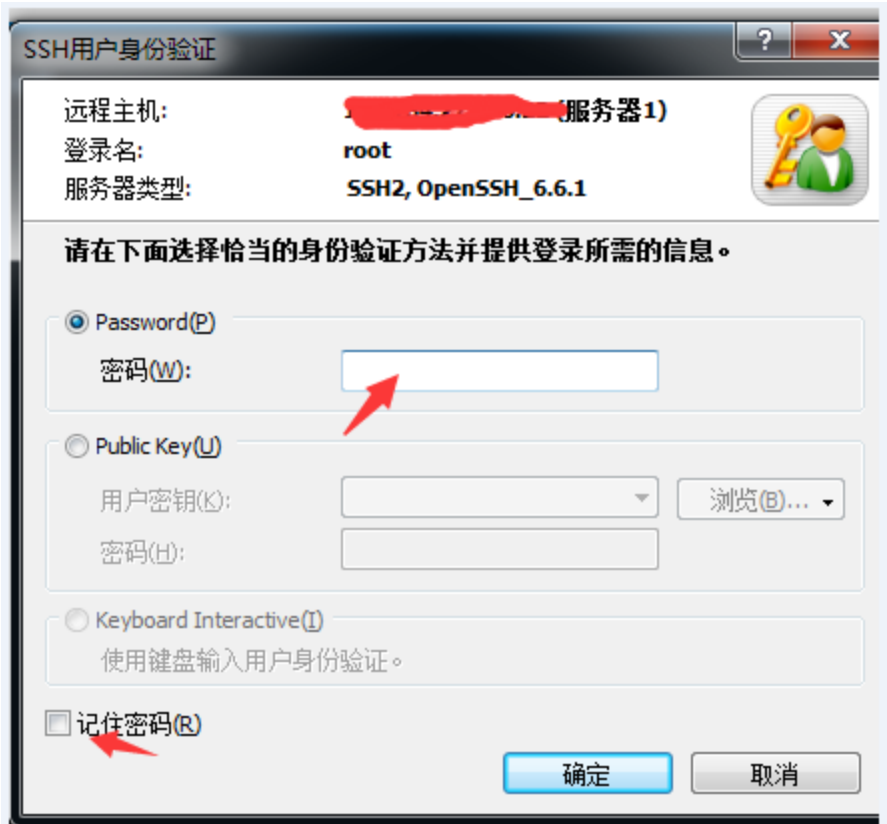 SSH用户身份验证
远程主机: (服务器1)
登录名: root
服务器类型: SSH2, OpenSSH_6.6.1
请在下面选择恰当的身份验证方法并提供登录所需的信息。
Password(P)
密码(W):
Public Key(U)
用户密钥(K): 浏览(B)...
密码(H):
Keyboard Interactive(I)
使用键盘输入用户身份验证。
记住密码(R)
确定 取消